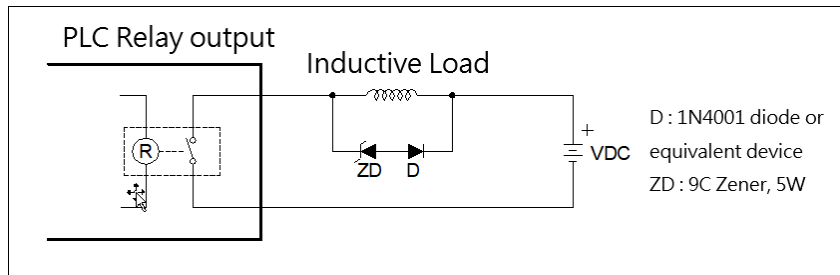 PLC Relay output
Inductive Load
R
ZD
D
+
VDC
D : 1N4001 diode or
equivalent device
ZD : 9C Zener, 5W